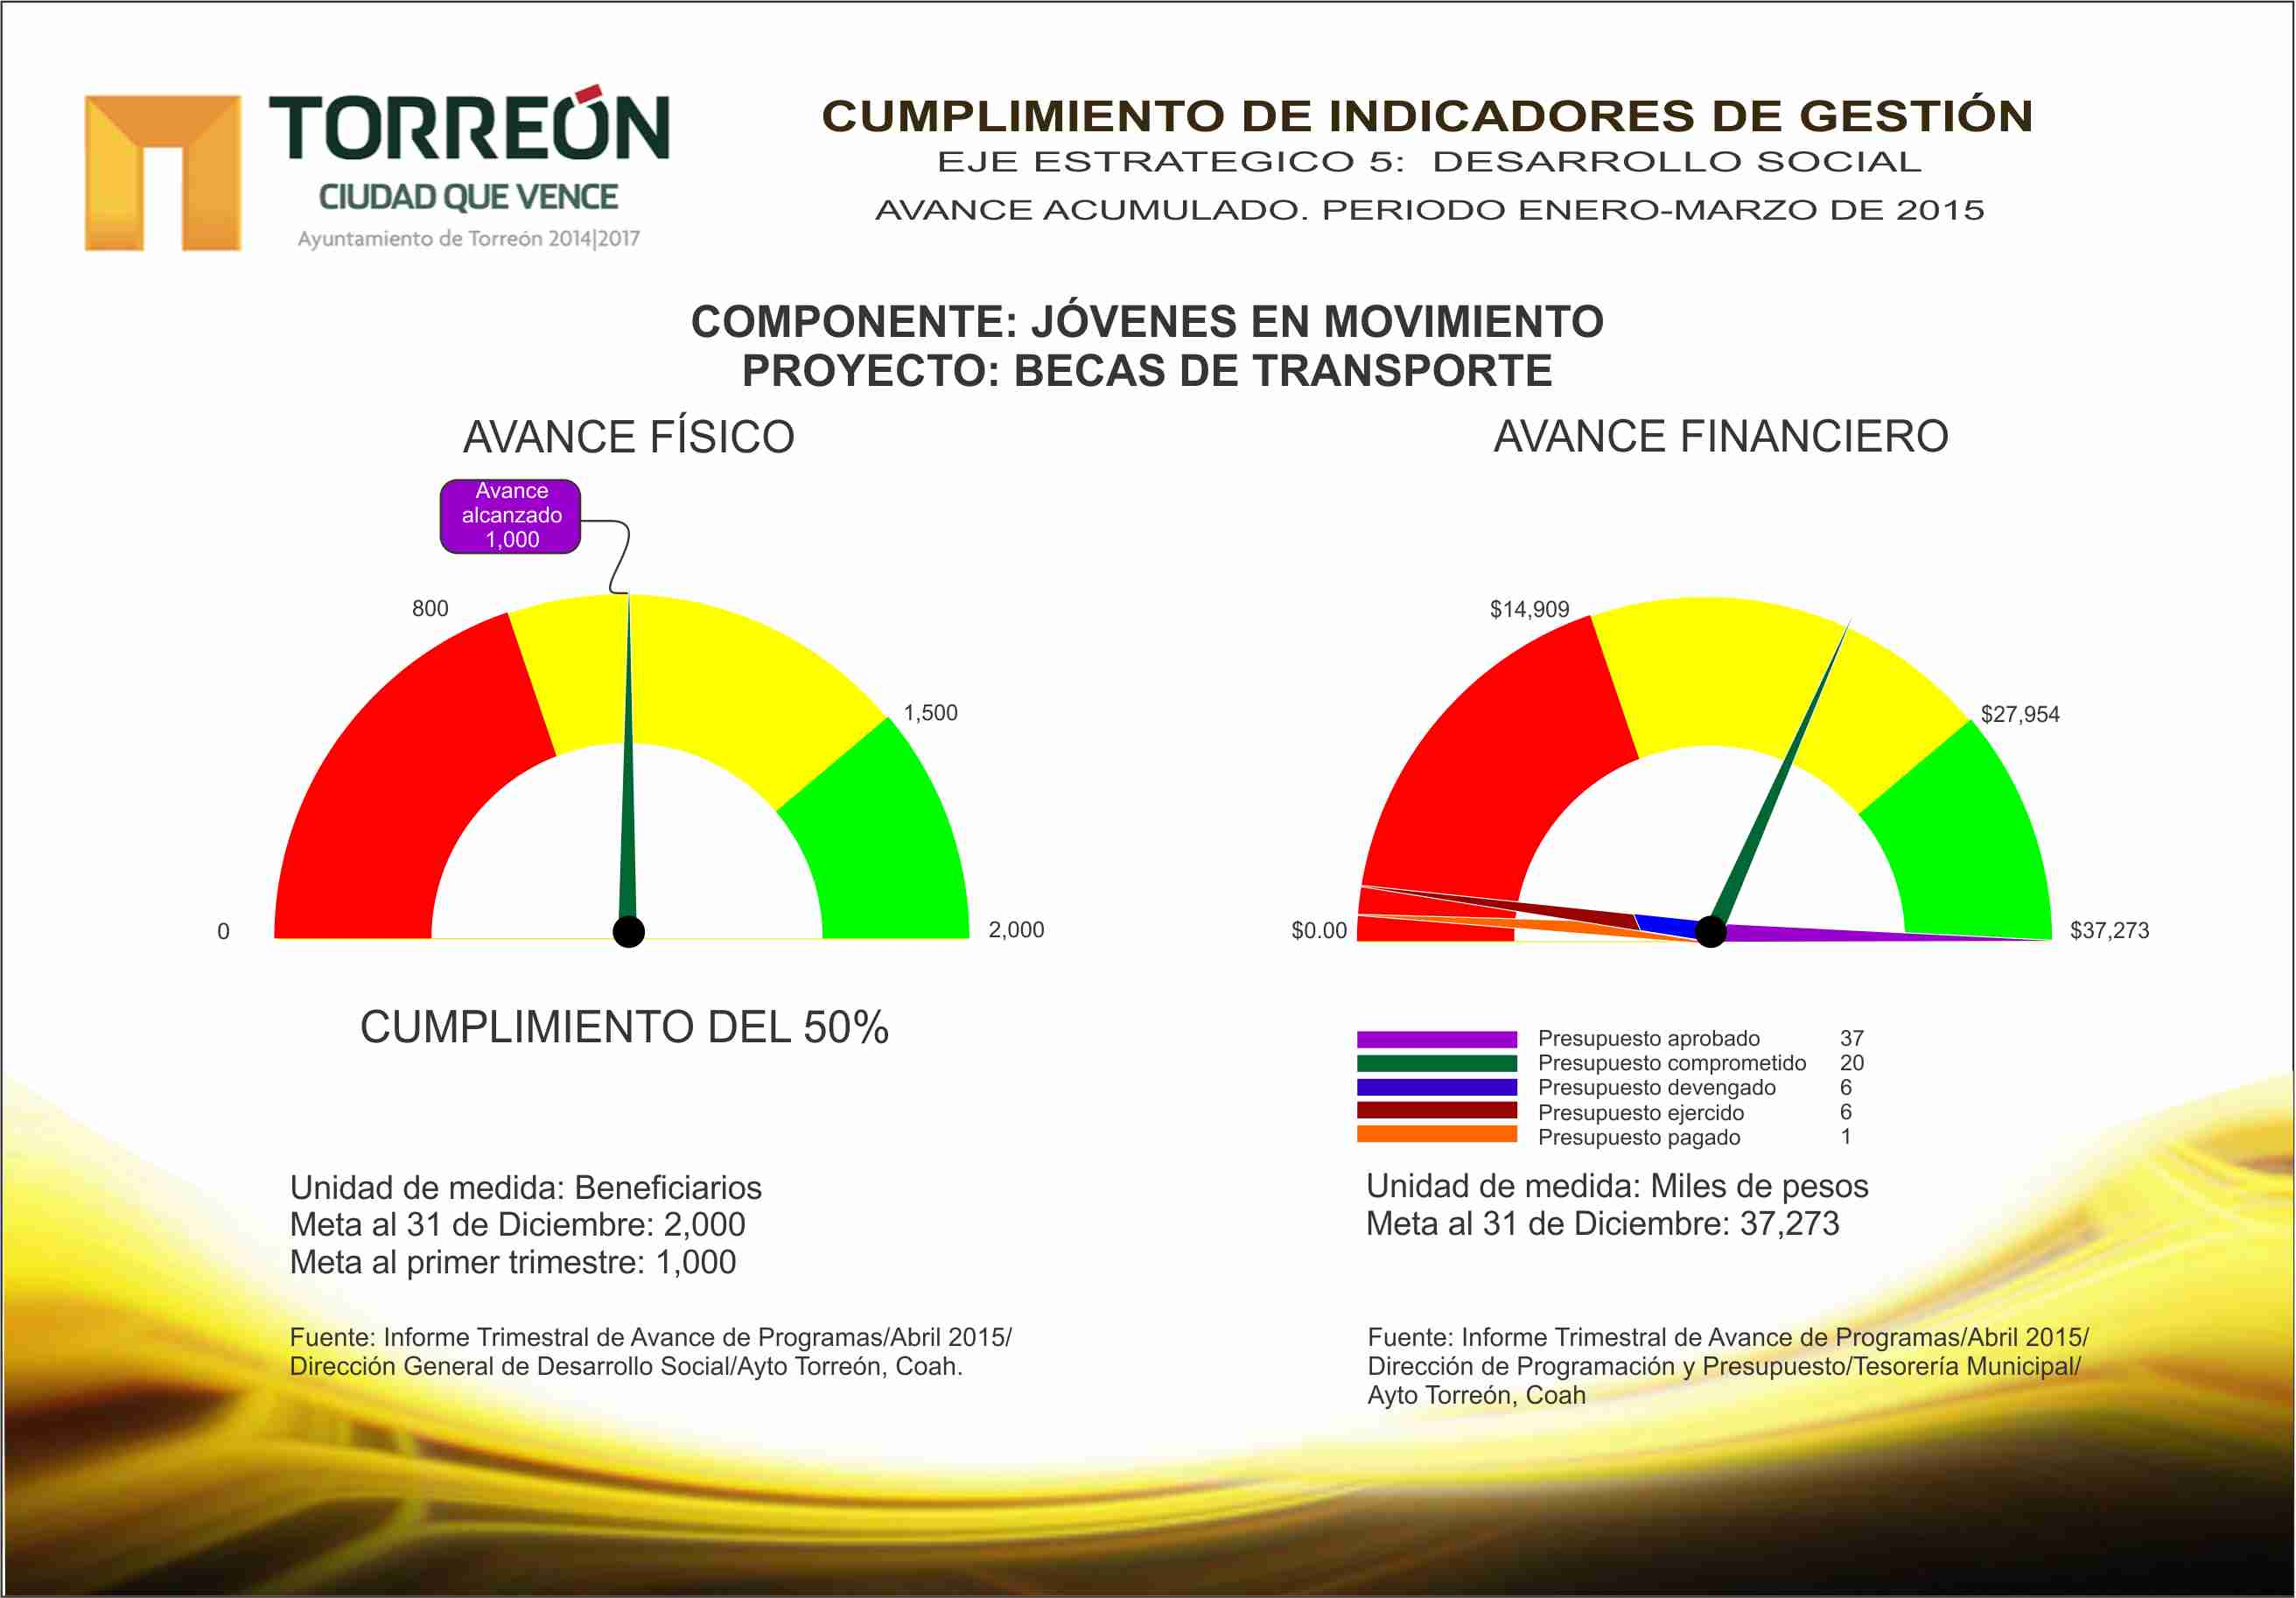 TORREÓN
CIUDAD QUE VENCE
Ayuntamiento de Torreón 2014|2017
CUMPLIMIENTO DE INDICADORES DE GESTIÓN
EJE ESTRATEGICO 5: DESARROLLO SOCIAL
AVANCE ACUMULADO. PERIODO ENERO-MARZO DE 2015
COMPONENTE: JÓVENES EN MOVIMIENTO
PROYECTO: BECAS DE TRANSPORTE
AVANCE FÍSICO
Avance
alcanzado
1,000
800
1,500
0
2,000
CUMPLIMIENTO DEL 50%
Unidad de medida: Beneficiarios
Meta al 31 de Diciembre: 2,000
Meta al primer trimestre: 1,000
Fuente: Informe Trimestral de Avance de Programas/Abril 2015/
Dirección General de Desarrollo Social/Ayto Torreón, Coah.
AVANCE FINANCIERO
$14,909
$27,954
$0.00
$37,273
Presupuesto aprobado 37
Presupuesto comprometido 20
Presupuesto devengado 6
Presupuesto ejercido 6
Presupuesto pagado 1
Unidad de medida: Miles de pesos
Meta al 31 de Diciembre: 37,273
Fuente: Informe Trimestral de Avance de Programas/Abril 2015/
Dirección de Programación y Presupuesto/Tesorería Municipal/
Ayto Torreón, Coah